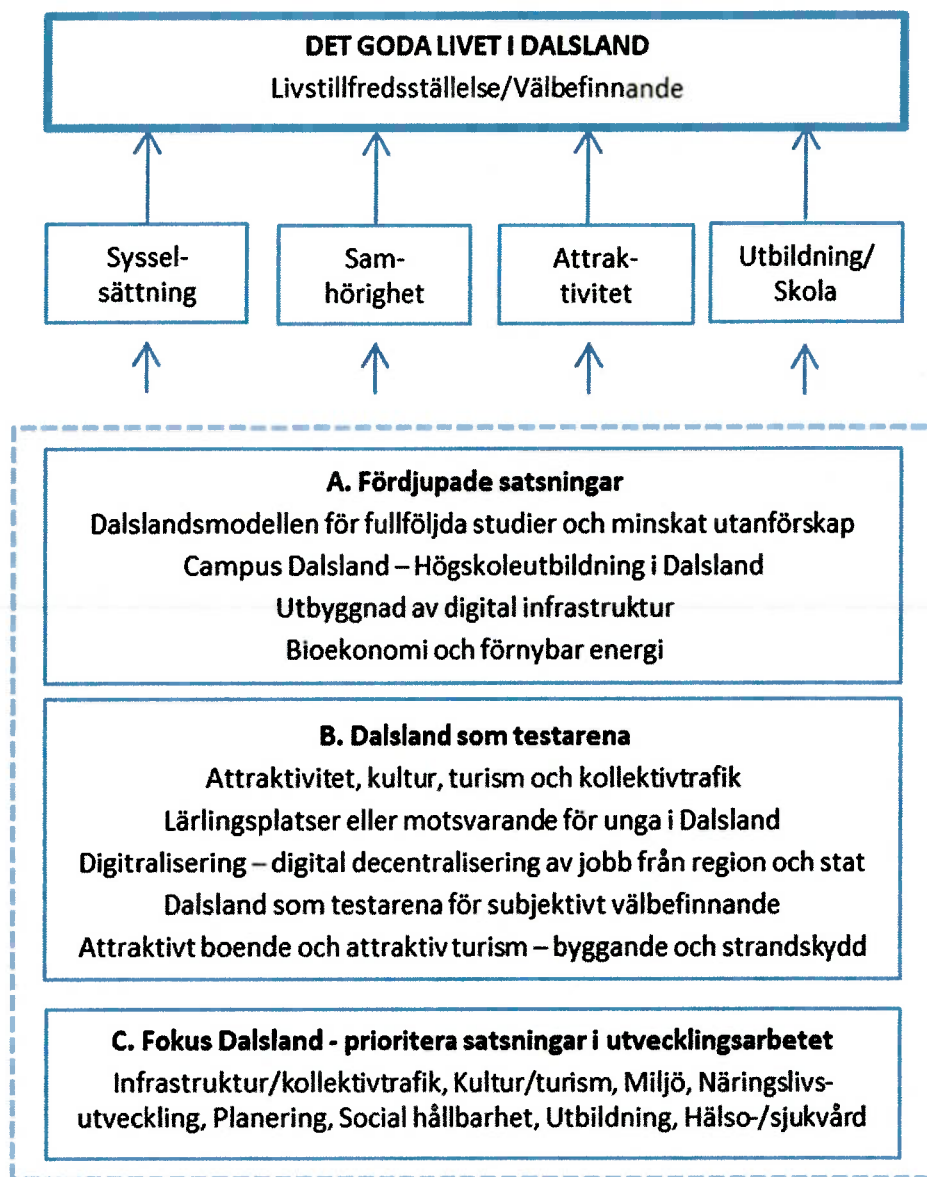 DET GODA LIVET I DALSLAND
Livstillfredsställelse/Välbefinnande
Syssel-
sättning
Sam-
hörighet
Attrak-
tivitet
Utbildning/
Skola
A. Fördjupade satsningar
Dalslandsmodellen för fullföljda studier och minskat utanförskap
Campus Dalsland – Högskoleutbildning i Dalsland
Utbyggnad av digital infrastruktur
Bioekonomi och förnybar energi
B. Dalsland som testarena
Attraktivitet, kultur, turism och kollektivtrafik
Lärlingsplatser eller motsvarande för unga i Dalsland
Digitralisering – digital decentralisering av jobb från region och stat
Dalsland som testarena för subjektivt välbefinnande
Attraktivt boende och attraktiv turism – byggande och strandskydd
C. Fokus Dalsland - prioritera satsningar i utvecklingsarbetet
Infrastruktur/kollektivtrafik, Kultur/turism, Miljö, Näringslivs-
utveckling, Planering, Social hållbarhet, Utbildning, Hälso-/sjukvård